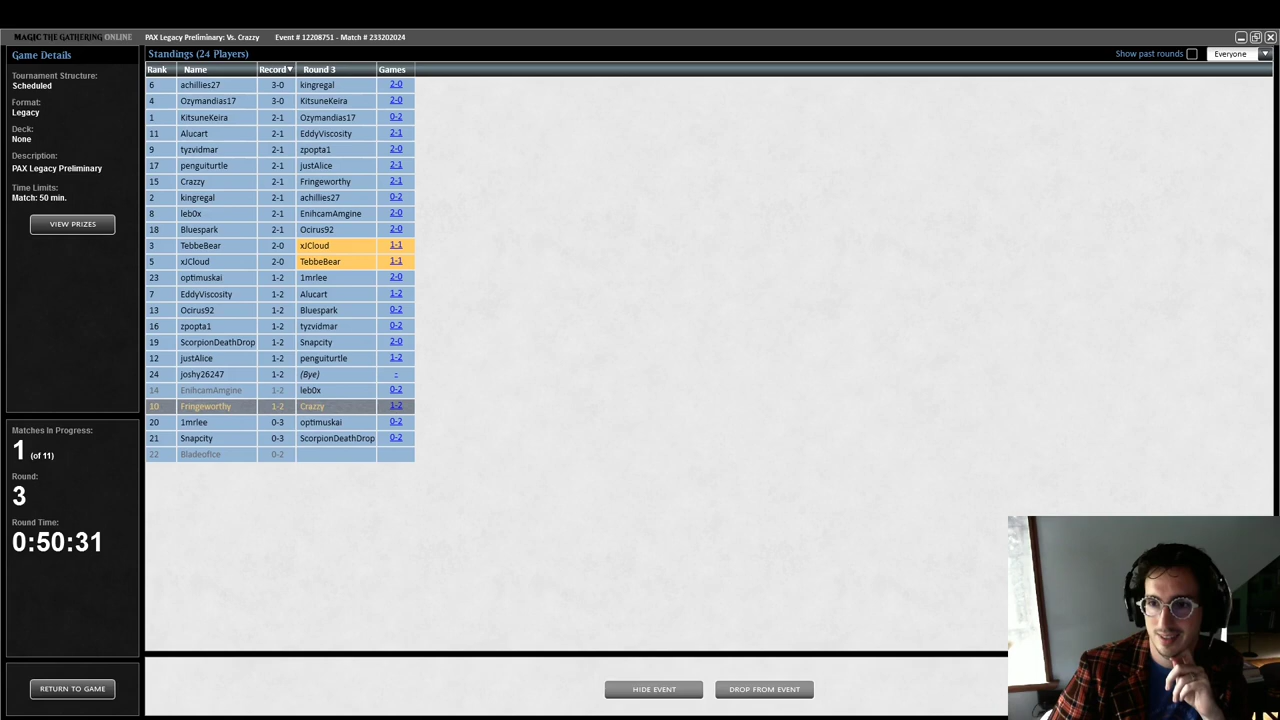 MAGIC THE GATHERING ONLINE PAX Legacy Preliminary: Vs. Crazzy Event # 12208751 - Match # 233202024
Game Details
Tournament Structure:
Scheduled
Format:
Legacy
Deck:
None
Description:
PAX Legacy Preliminary
Time Limits:
Match: 50 min.
VIEW PRIZES
Matches In Progress:
1 (of 11)
Round:
3
Round Time:
0:50:31
RETURN TO GAME
Standings (24 Players) Show past rounds Everyone
Rank Name Record Round 3 Games
6 achillies27 3-0 kingregal 2-0
4 Ozymandias17 3-0 KitsuneKeira 2-0
1 KitsuneKeira 2-1 Ozymandias17 0-2
11 Alucart 2-1 EddyViscosity 2-1
9 tyzvidmar 2-1 zpopta1 2-0
17 penguiturtle 2-1 justAlice 2-1
15 Crazzy 2-1 Fringeworthy 2-1
2 kingregal 2-1 achillies27 0-2
8 leb0x 2-1 EnihcamAmgine 2-0
18 Bluespark 2-1 Ocirus92 2-0
3 TebbeBear 2-0 xJCloud 1-1
5 xJCloud 2-0 TebbeBear 1-1
23 optimuskai 1-2 1mrlee 2-0
7 EddyViscosity 1-2 Alucart 1-2
13 Ocirus92 1-2 Bluespark 0-2
16 zpopta1 1-2 tyzvidmar 0-2
19 ScorpionDeathDrop 1-2 Snapcity 2-0
12 justAlice 1-2 penguiturtle 1-2
24 joshy26247 1-2 (Bye) -
14 EnihcamAmgine 1-2 leb0x 0-2
10 Fringeworthy 1-2 Crazzy 1-2
20 1mrlee 0-3 optimuskai 0-2
21 Snapcity 0-3 ScorpionDeathDrop 0-2
22 Bladeofice 0-2
HIDE EVENT DROP FROM EVENT